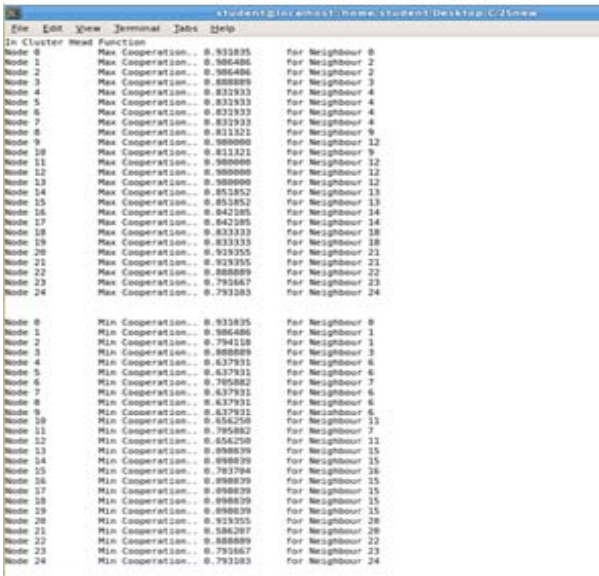 student@localhost:/home/student/Desktop/C/25new
File Edit View Terminal Tabs Help
In Cluster Head Function
Node 0 Max Cooperation.. 0.931035 for Neighbour 0
Node 1 Max Cooperation.. 0.986486 for Neighbour 2
Node 2 Max Cooperation.. 0.986486 for Neighbour 2
Node 3 Max Cooperation.. 0.888889 for Neighbour 3
Node 4 Max Cooperation.. 0.831933 for Neighbour 4
Node 5 Max Cooperation.. 0.831933 for Neighbour 4
Node 6 Max Cooperation.. 0.831933 for Neighbour 4
Node 7 Max Cooperation.. 0.831933 for Neighbour 4
Node 8 Max Cooperation.. 0.811321 for Neighbour 9
Node 9 Max Cooperation.. 0.980000 for Neighbour 12
Node 10 Max Cooperation.. 0.811321 for Neighbour 9
Node 11 Max Cooperation.. 0.980000 for Neighbour 12
Node 12 Max Cooperation.. 0.980000 for Neighbour 12
Node 13 Max Cooperation.. 0.980000 for Neighbour 12
Node 14 Max Cooperation.. 0.851852 for Neighbour 13
Node 15 Max Cooperation.. 0.851852 for Neighbour 13
Node 16 Max Cooperation.. 0.842105 for Neighbour 14
Node 17 Max Cooperation.. 0.842105 for Neighbour 14
Node 18 Max Cooperation.. 0.833333 for Neighbour 18
Node 19 Max Cooperation.. 0.833333 for Neighbour 18
Node 20 Max Cooperation.. 0.919355 for Neighbour 21
Node 21 Max Cooperation.. 0.919355 for Neighbour 21
Node 22 Max Cooperation.. 0.888889 for Neighbour 22
Node 23 Max Cooperation.. 0.791667 for Neighbour 23
Node 24 Max Cooperation.. 0.793103 for Neighbour 24
Node 0 Min Cooperation.. 0.931035 for Neighbour 0
Node 1 Min Cooperation.. 0.986486 for Neighbour 1
Node 2 Min Cooperation.. 0.794118 for Neighbour 1
Node 3 Min Cooperation.. 0.888889 for Neighbour 3
Node 4 Min Cooperation.. 0.637931 for Neighbour 6
Node 5 Min Cooperation.. 0.637931 for Neighbour 6
Node 6 Min Cooperation.. 0.705882 for Neighbour 7
Node 7 Min Cooperation.. 0.637931 for Neighbour 6
Node 8 Min Cooperation.. 0.637931 for Neighbour 6
Node 9 Min Cooperation.. 0.637931 for Neighbour 6
Node 10 Min Cooperation.. 0.656250 for Neighbour 11
Node 11 Min Cooperation.. 0.705882 for Neighbour 7
Node 12 Min Cooperation.. 0.656250 for Neighbour 11
Node 13 Min Cooperation.. 0.098039 for Neighbour 15
Node 14 Min Cooperation.. 0.098039 for Neighbour 15
Node 15 Min Cooperation.. 0.703704 for Neighbour 16
Node 16 Min Cooperation.. 0.098039 for Neighbour 15
Node 17 Min Cooperation.. 0.098039 for Neighbour 15
Node 18 Min Cooperation.. 0.098039 for Neighbour 15
Node 19 Min Cooperation.. 0.098039 for Neighbour 15
Node 20 Min Cooperation.. 0.919355 for Neighbour 20
Node 21 Min Cooperation.. 0.586207 for Neighbour 20
Node 22 Min Cooperation.. 0.888889 for Neighbour 22
Node 23 Min Cooperation.. 0.791667 for Neighbour 23
Node 24 Min Cooperation.. 0.793103 for Neighbour 24